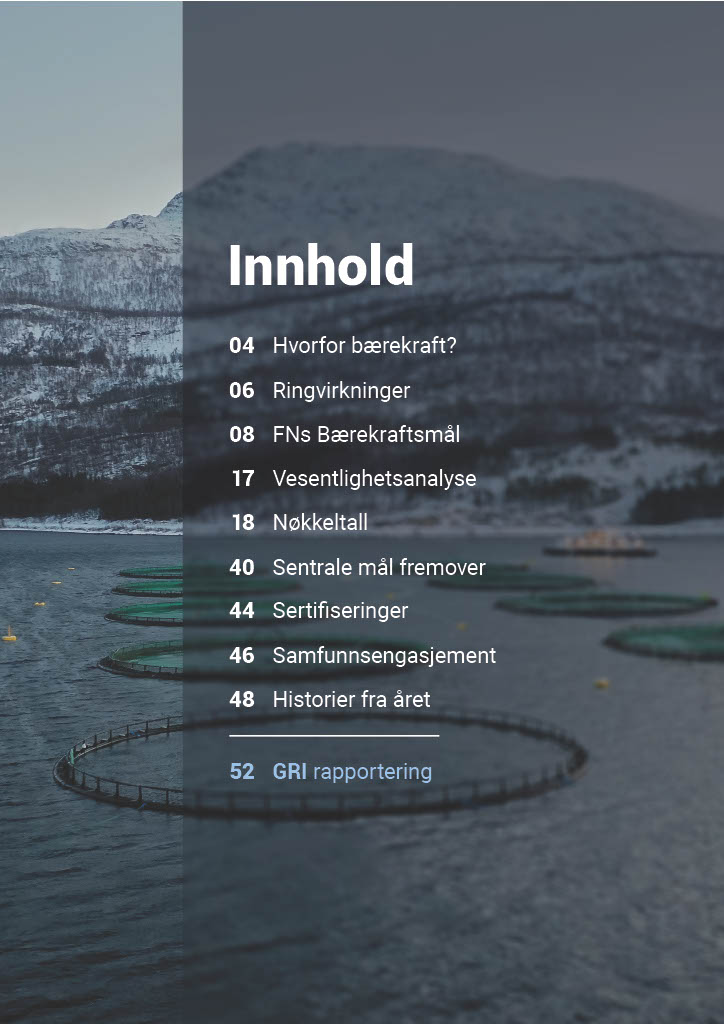 Innhold
04 Hvorfor bærekraft?
06 Ringvirkninger
08 FNs Bærekraftsmål
17 Vesentlighetsanalyse
18 Nøkkeltall
40 Sentrale mål fremover
44 Sertifiseringer
46 Samfunnsengasjement
48 Historier fra året
52 GRI rapportering